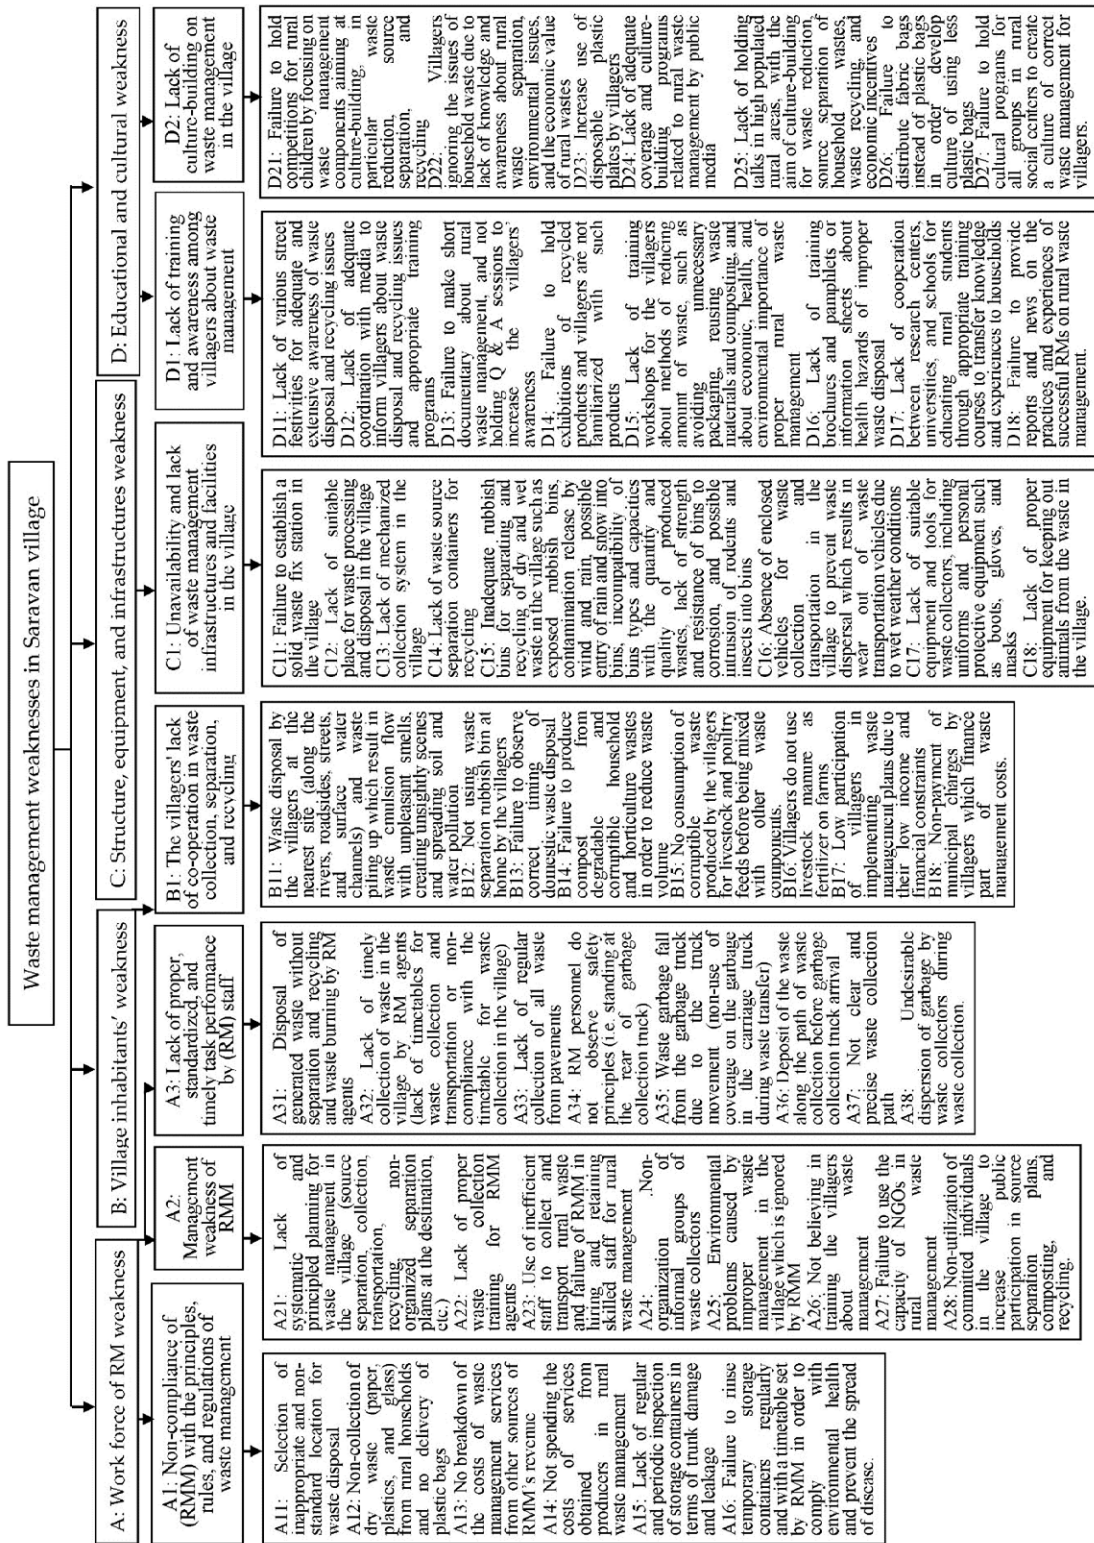 Waste management weaknesses in Saravan village
A: Work force of RM weakness
B: Village inhabitants' weakness
C: Structure, equipment, and infrastructures weakness
D: Educational and cultural weakness
A1: Non-compliance of
(RMM) with the principles,
rules, and regulations of
waste management
A2:
Management
weakness of
RMM
A3: Lack of proper,
standardized, and
timely task performance
by (RM) staff
B1: The villagers' lack
of co-operation in waste
collection, separation,
and recycling
C1: Unavailability and lack
of waste management
infrastructures and facilities
in the village
D1: Lack of training
and awareness among
villagers about waste
management
D2: Lack of
culture-building on
waste management
in the village
A11: Selection of
inappropriate and non-
standard location for
waste disposal
A12: Non-collection of
dry waste (paper,
plastics, and glass)
from rural households
and no delivery of
plastic bags
A13: No breakdown of
the costs of waste
management services
from other sources of
RMM's revenue
A14: Not spending the
costs of services
obtained from
producers in rural
waste management
A15: Lack of regular
and periodic inspection
of storage containers in
terms of trunk damage
and leakage
A16: Failure to rinse
temporary storage
containers regularly
and with a timetable set
by RMM in order to
comply with
environmental health
and prevent the spread
of disease.
A21: Lack of
systematic and
principled planning for
waste management in
the village (source
separation, collection,
transportation,
recycling, non-
organized separation
plans at the destination,
etc.)
A22: Lack of proper
waste collection
training for RMM
agents
A23: Use of inefficient
staff to collect and
transport rural waste
and failure of RMM in
hiring and retaining
skilled staff for rural
waste management
A24: .Non-
organization of
informal groups of
waste collectors
A25: Environmental
problems caused by
improper waste
management in the
village which is ignored
by RMM
A26: Not believing in
training the villagers
about waste
management
A27: Failure to use the
capacity of NGOs in
rural waste
management
A28: Non-utilization of
committed individuals
in the village to
increase public
participation in source
separation plans,
composting, and
recycling.
A31: Disposal of
generated waste without
separation and recycling
and waste burning by RM
agents
A32: Lack of timely
collection of waste in the
village by RM agents
(lack of timetables for
waste collection and
transportation or non-
compliance with the
timetable for waste
collection in the village)
A33: Lack of regular
collection of all waste
from pavements
A34: RM personnel do
not observe safety
principles (i.e. standing at
the rear of garbage
collection truck)
A35: Waste garbage fall
from the garbage truck
due to the truck
movement (non-use of
coverage on the garbage
in the carriage truck
during waste transfer)
A36: Deposit of the waste
along the path of waste
collection before garbage
collection truck arrival
A37: Not clear and
precise waste collection
path
A38: Undesirable
dispersion of garbage by
waste collectors during
waste collection.
B11: Waste disposal by
the villagers at the
nearest site (along the
rivers, roadsides, streets,
and surface water
channels) and waste
piling up which result in
waste emulsion flow
with unpleasant smells,
creating unsightly scenes
and spreading soil and
water pollution
B12: Not using waste
separation rubbish bin at
home by the villagers
B13: Failure to observe
correct timing of
domestic waste disposal
B14: Failure to produce
compost from
degradable and
corruptible household
and horticulture wastes
in order to reduce waste
volume
B15: No consumption of
corruptible waste
produced by the villagers
for livestock and poultry
feeds before being mixed
with other waste
components.
B16: Villagers do not use
livestock manure as
fertilizer on farms
B17: Low participation
of villagers in
implementing waste
management plans due to
their low income and
financial constraints
B18: Non-payment of
municipal charges by
villagers which finance
part of waste
management costs.
C11: Failure to establish a
solid waste fix station in
the village
C12: Lack of suitable
place for waste processing
and disposal in the village
C13: Lack of mechanized
collection system in the
village
C14: Lack of waste source
separation containers for
recycling
C15: Inadequate rubbish
bins for separating and
recycling of dry and wet
waste in the village such as
exposed rubbish bins,
wind and rain, possible
contamination release by
entry of rain and snow into
bins, incompatibility of
bins types and capacities
with the quantity and
quality of produced
wastes, lack of strength
and resistance of bins to
corrosion, and possible
intrusion of rodents and
insects into bins
C16: Absence of enclosed
vehicles for waste
collection and
transportation in the
village to prevent waste
dispersal which results in
wear out of waste
transportation vehicles due
to wet weather conditions
C17: Lack of suitable
equipment and tools for
waste collectors, including
uniforms and personal
protective equipment such
as boots, gloves, and
masks
C18: Lack of proper
equipment for keeping out
animals from the waste in
the village.
D11: Lack of various street
festivities for adequate and
extensive awareness of waste
disposal and recycling issues
D12: Lack of adequate
coordination with media to
inform villagers about waste
disposal and recycling issues
and appropriate training
programs
D13: Failure to make short
documentary about rural
waste management, and not
holding Q & A sessions to
increase the villagers'
awareness
D14: Failure to hold
exhibitions of recycled
products and villagers are not
familiarized with such
products
D15: Lack of training
workshops for the villagers
about methods of reducing
amount of waste, such as
avoiding unnecessary
packaging, reusing waste
materials and composting, and
about economic, health, and
environmental importance of
proper rural waste
management
D16: Lack of training
brochures and pamphlets or
information sheets about
health hazards of improper
waste disposal
D17: Lack of cooperation
between research centers,
universities, and schools for
educating rural students
through appropriate training
courses to transfer knowledge
and experiences to households
D18: Failure to provide
reports and news on the
practices and experiences of
successful RMs on rural waste
management.
D21: Failure to hold
competitions for rural
children by focusing on
waste management
components aiming at
culture-building, in
particular waste
reduction, source
separation, and
recycling
D22: Villagers
ignoring the issues of
household waste due to
lack of knowledge and
awareness about rural
waste separation,
environmental issues,
and the economic value
of rural wastes
D23: Increase use of
disposable plastic
plates by villagers
D24: Lack of adequate
coverage and culture-
building programs
related to rural waste
management by public
media
D25: Lack of holding
talks in high populated
rural areas, with the
aim of culture-building
for waste reduction,
source separation of
household wastes,
waste recycling, and
economic incentives
D26: Failure to
distribute fabric bags
instead of plastic bags
in order develop
culture of using less
plastic bags
D27: Failure to hold
cultural programs for
all groups in rural
social centers to create
a culture of correct
waste management for
villagers.